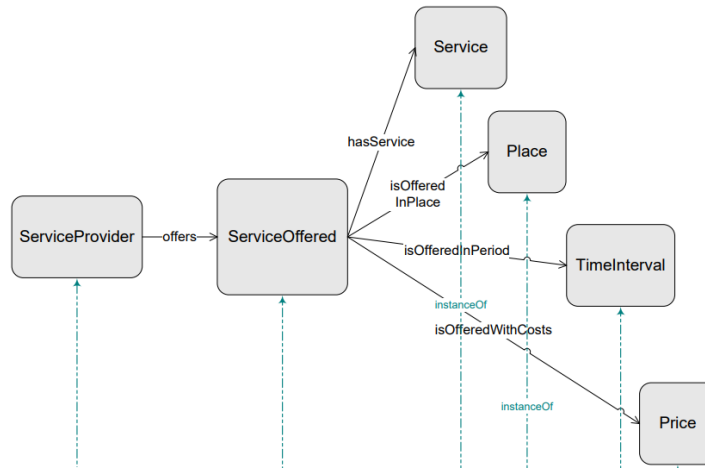 Service
hasService
Place
isOffered
InPlace
ServiceProvider
offers
ServiceOffered
isOfferedInPeriod
TimeInterval
instanceOf
isOfferedWithCosts
instanceOf
Price